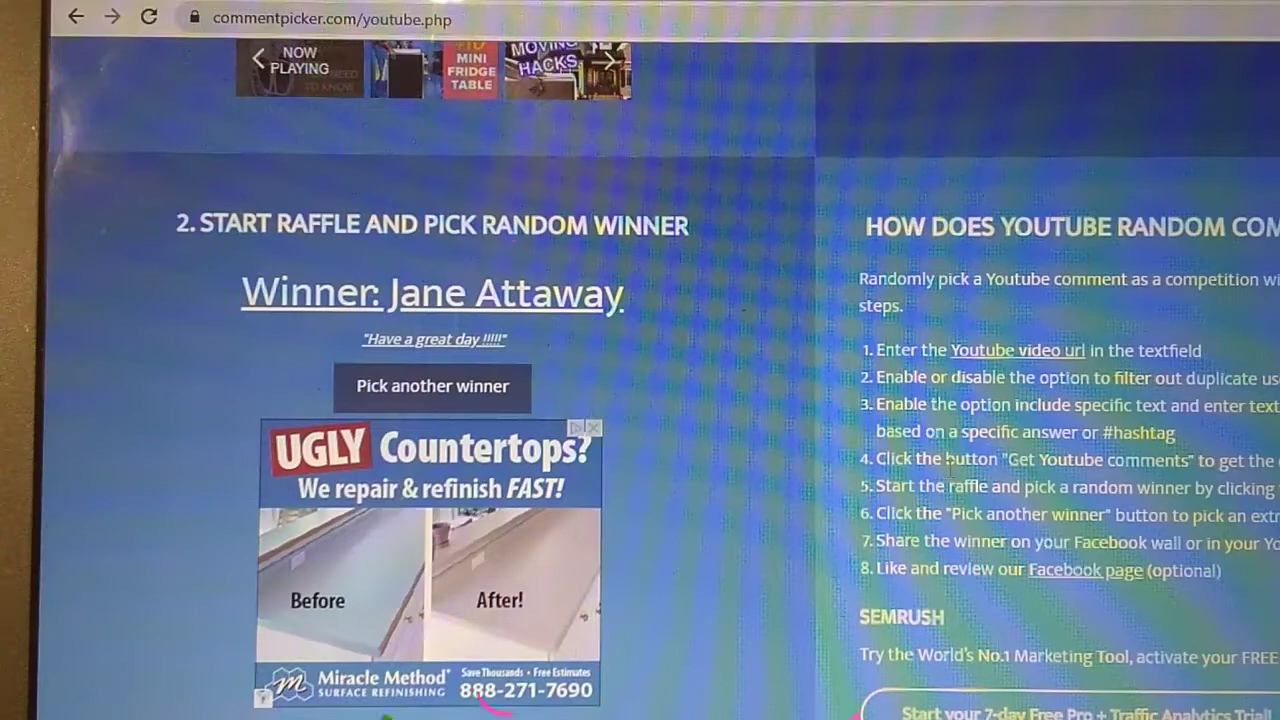 commentpicker.com/youtube.php
NOW
PLAYING
NEED
TO KNOW
MINI
FRIDGE
TABLE
MOVING
HACKS
2. START RAFFLE AND PICK RANDOM WINNER
Winner: Jane Attaway
"Have a great day !!!!!"
Pick another winner
UGLY Countertops?
We repair & refinish FAST!
Before
After!
Miracle Method®
SURFACE REFINISHING
Save Thousands • Free Estimates
888-271-7690
HOW DOES YOUTUBE RANDOM COM
Randomly pick a Youtube comment as a competition wi
steps.
1. Enter the Youtube video url in the textfield
2. Enable or disable the option to filter out duplicate us
3. Enable the option include specific text and enter text
based on a specific answer or #hashtag
4. Click the button "Get Youtube comments" to get the
5. Start the raffle and pick a random winner by clicking
6. Click the "Pick another winner" button to pick an extr
7. Share the winner on your Facebook wall or in your Yo
8. Like and review our Facebook page (optional)
SEMRUSH
Try the World's No.1 Marketing Tool, activate your FREE
Start your 7-day Free Pro + Traffic Analytics Trial!